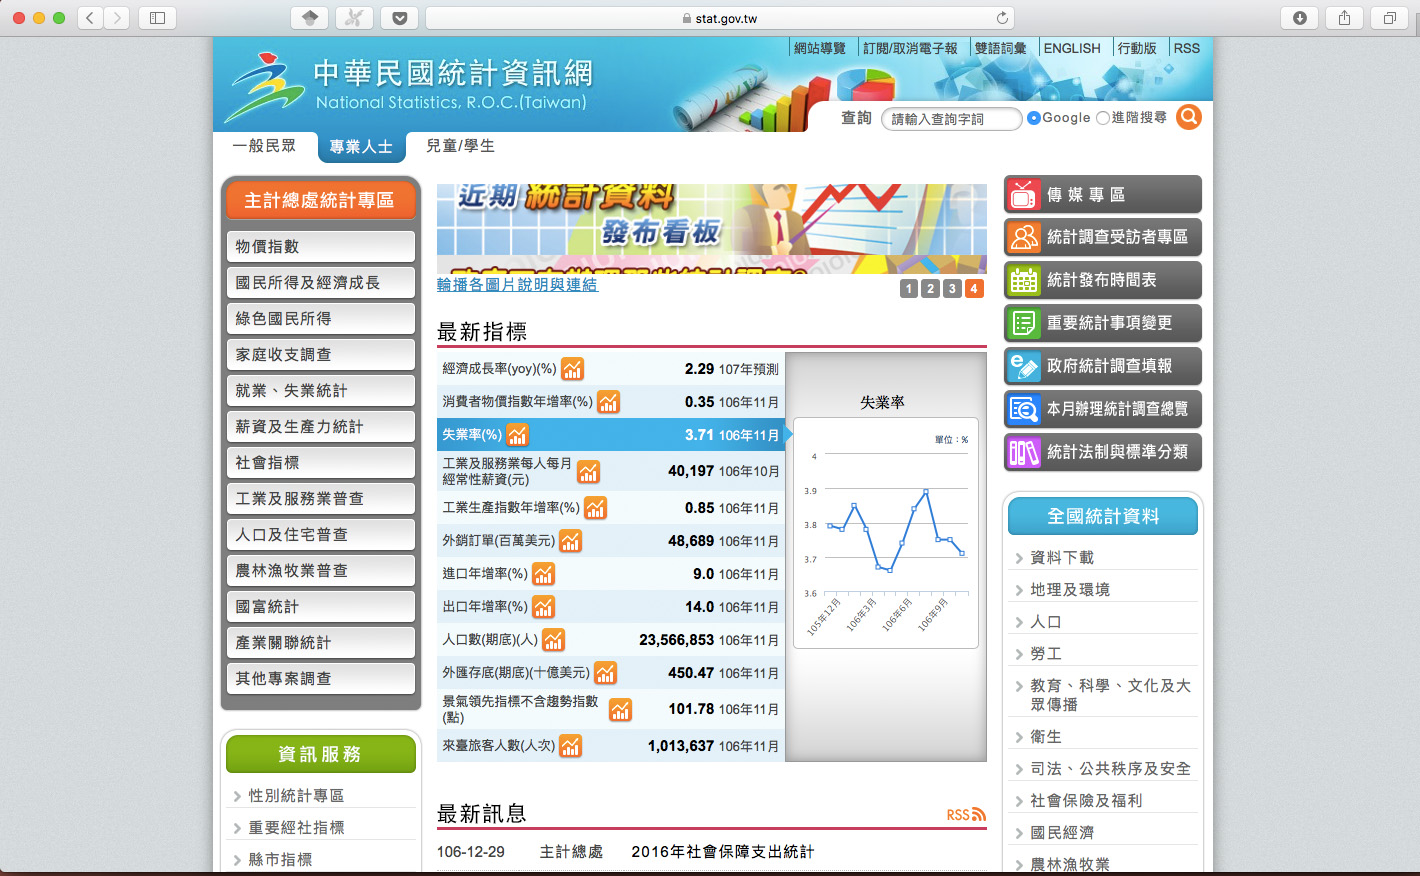 stat.gov.tw
網站導覽 訂閱/取消電子報 雙語詞彙 ENGLISH 行動版 RSS
中華民國統計資訊網
National Statistics, R.O.C.(Taiwan)
查詢 請輸入查詢字詞 Google 進階搜尋
一般民眾 專業人士 兒童/學生
主計總處統計專區
物價指數
國民所得及經濟成長
綠色國民所得
家庭收支調查
就業、失業統計
薪資及生產力統計
社會指標
工業及服務業普查
人口及住宅普查
農林漁牧業普查
國富統計
產業關聯統計
其他專案調查
資訊服務
性別統計專區
重要經社指標
縣市指標
近期 統計資料
發布看板
輪播各圖片說明與連結
1 2 3 4
最新指標
經濟成長率(yoy)(%) 2.29 107年預測
消費者物價指數年增率(%) 0.35 106年11月
失業率(%) 3.71 106年11月
工業及服務業每人每月
經常性薪資(元) 40,197 106年10月
工業生產指數年增率(%) 0.85 106年11月
外銷訂單(百萬美元) 48,689 106年11月
進口年增率(%) 9.0 106年11月
出口年增率(%) 14.0 106年11月
人口數(期底)(人) 23,566,853 106年11月
外匯存底(期底)(十億美元) 450.47 106年11月
景氣領先指標不含趨勢指數
(點) 101.78 106年11月
來臺旅客人數(人次) 1,013,637 106年11月
失業率
單位：%
4
3.9
3.8
3.7
3.6
105年12月 106年3月 106年6月 106年9月
最新訊息 RSS
106-12-29 主計總處 2016年社會保障支出統計
傳媒專區
統計調查受訪者專區
統計發布時間表
重要統計事項變更
政府統計調查填報
本月辦理統計調查總覽
統計法制與標準分類
全國統計資料
資料下載
地理及環境
人口
勞工
教育、科學、文化及大
眾傳播
衛生
司法、公共秩序及安全
社會保險及福利
國民經濟
農林漁牧業